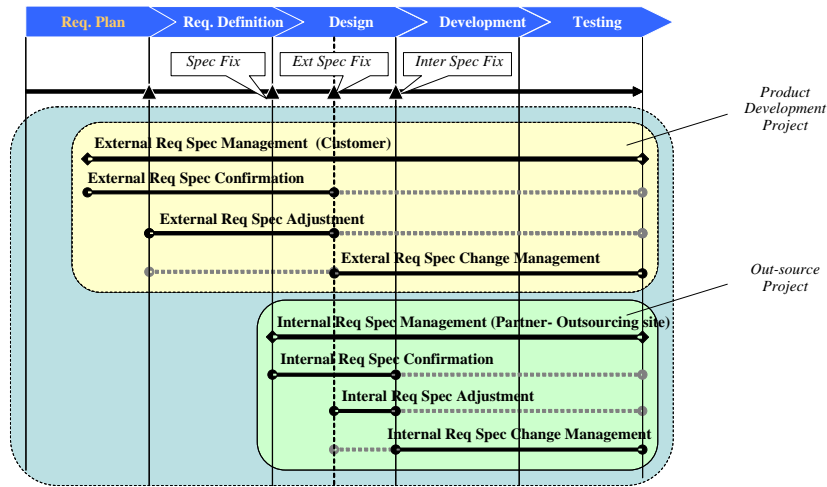 Req. Plan
Req. Definition
Design
Development
Testing
Spec Fix
Ext Spec Fix
Inter Spec Fix
Product
Development
Project
External Req Spec Management (Customer)
External Req Spec Confirmation
External Req Spec Adjustment
Exteral Req Spec Change Management
Out-source
Project
Internal Req Spec Management (Partner- Outsourcing site)
Internal Req Spec Confirmation
Interal Req Spec Adjustment
Internal Req Spec Change Management